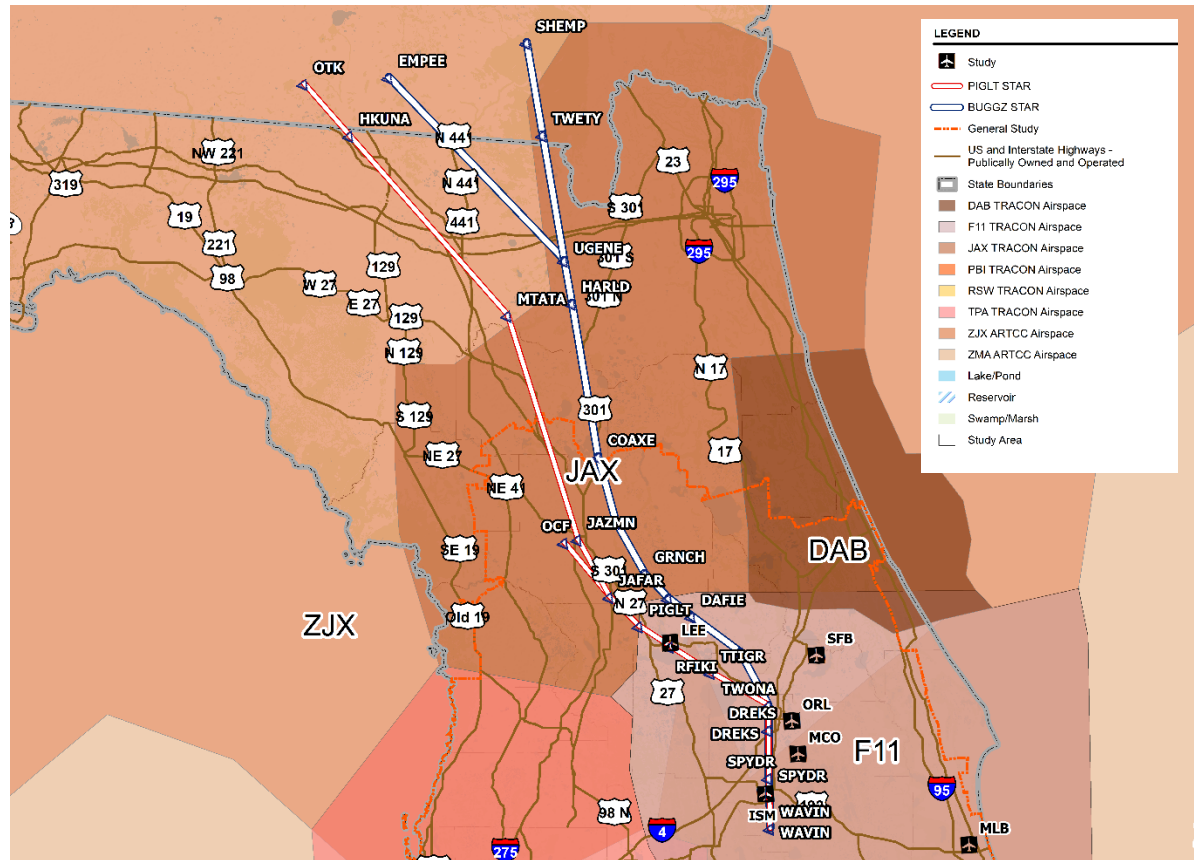 SHEMP
OTK
EMPEE
HKUNA
N 441
TWETY
NW 221
23
N 441
295
319
19
441
S 301
221
UGENE
295
98
129
301 S
W 27
E 27
MTATA
HARLD
301 N
129
N 129
N 17
S 129
301
NE 27
COAXE
17
JAX
NE 41
OCF
JAZMN
DAB
SE 19
GRNCH
S 301
JAFAR
N 27
Old 19
PIGLT
DAFIE
ZJX
LEE
TTIGR
SFB
RFIKI
27
TWONA
DREKS
ORL
DREKS
MCO
F11
SPYDR
SPYDR
95
ISM
WAVIN
98 N
4
WAVIN
MLB
275
LEGEND
Study
PIGLT STAR
BUGGZ STAR
General Study
US and Interstate Highways -
Publically Owned and Operated
State Boundaries
DAB TRACON Airspace
F11 TRACON Airspace
JAX TRACON Airspace
PBI TRACON Airspace
RSW TRACON Airspace
TPA TRACON Airspace
ZJX ARTCC Airspace
ZMA ARTCC Airspace
Lake/Pond
Reservoir
Swamp/Marsh
Study Area